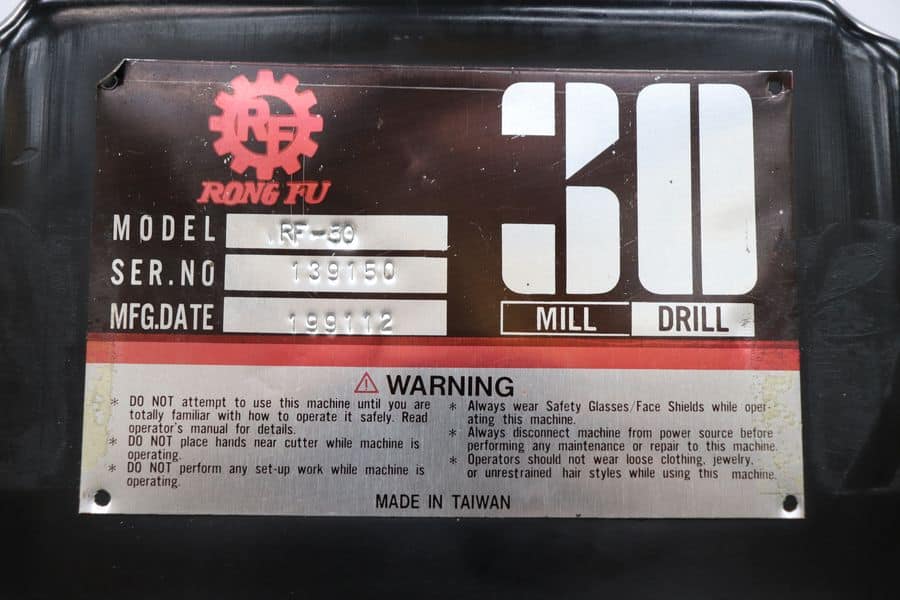 RF
RONG FU
30
MODEL RF-30
SER.NO 139150
MFG.DATE 199112
MILL DRILL
WARNING
* DO NOT attempt to use this machine until you are
totally familiar with how to operate it safely. Read
operator's manual for details.
* DO NOT place hands near cutter while machine is
operating.
* DO NOT perform any set-up work while machine is
operating.
* Always wear Safety Glasses/Face Shields while oper-
ating this machine.
* Always disconnect machine from power source before
performing any maintenance or repair to this machine.
* Operators should not wear loose clothing, jewelry.
or unrestrained hair styles while using this machine.
MADE IN TAIWAN